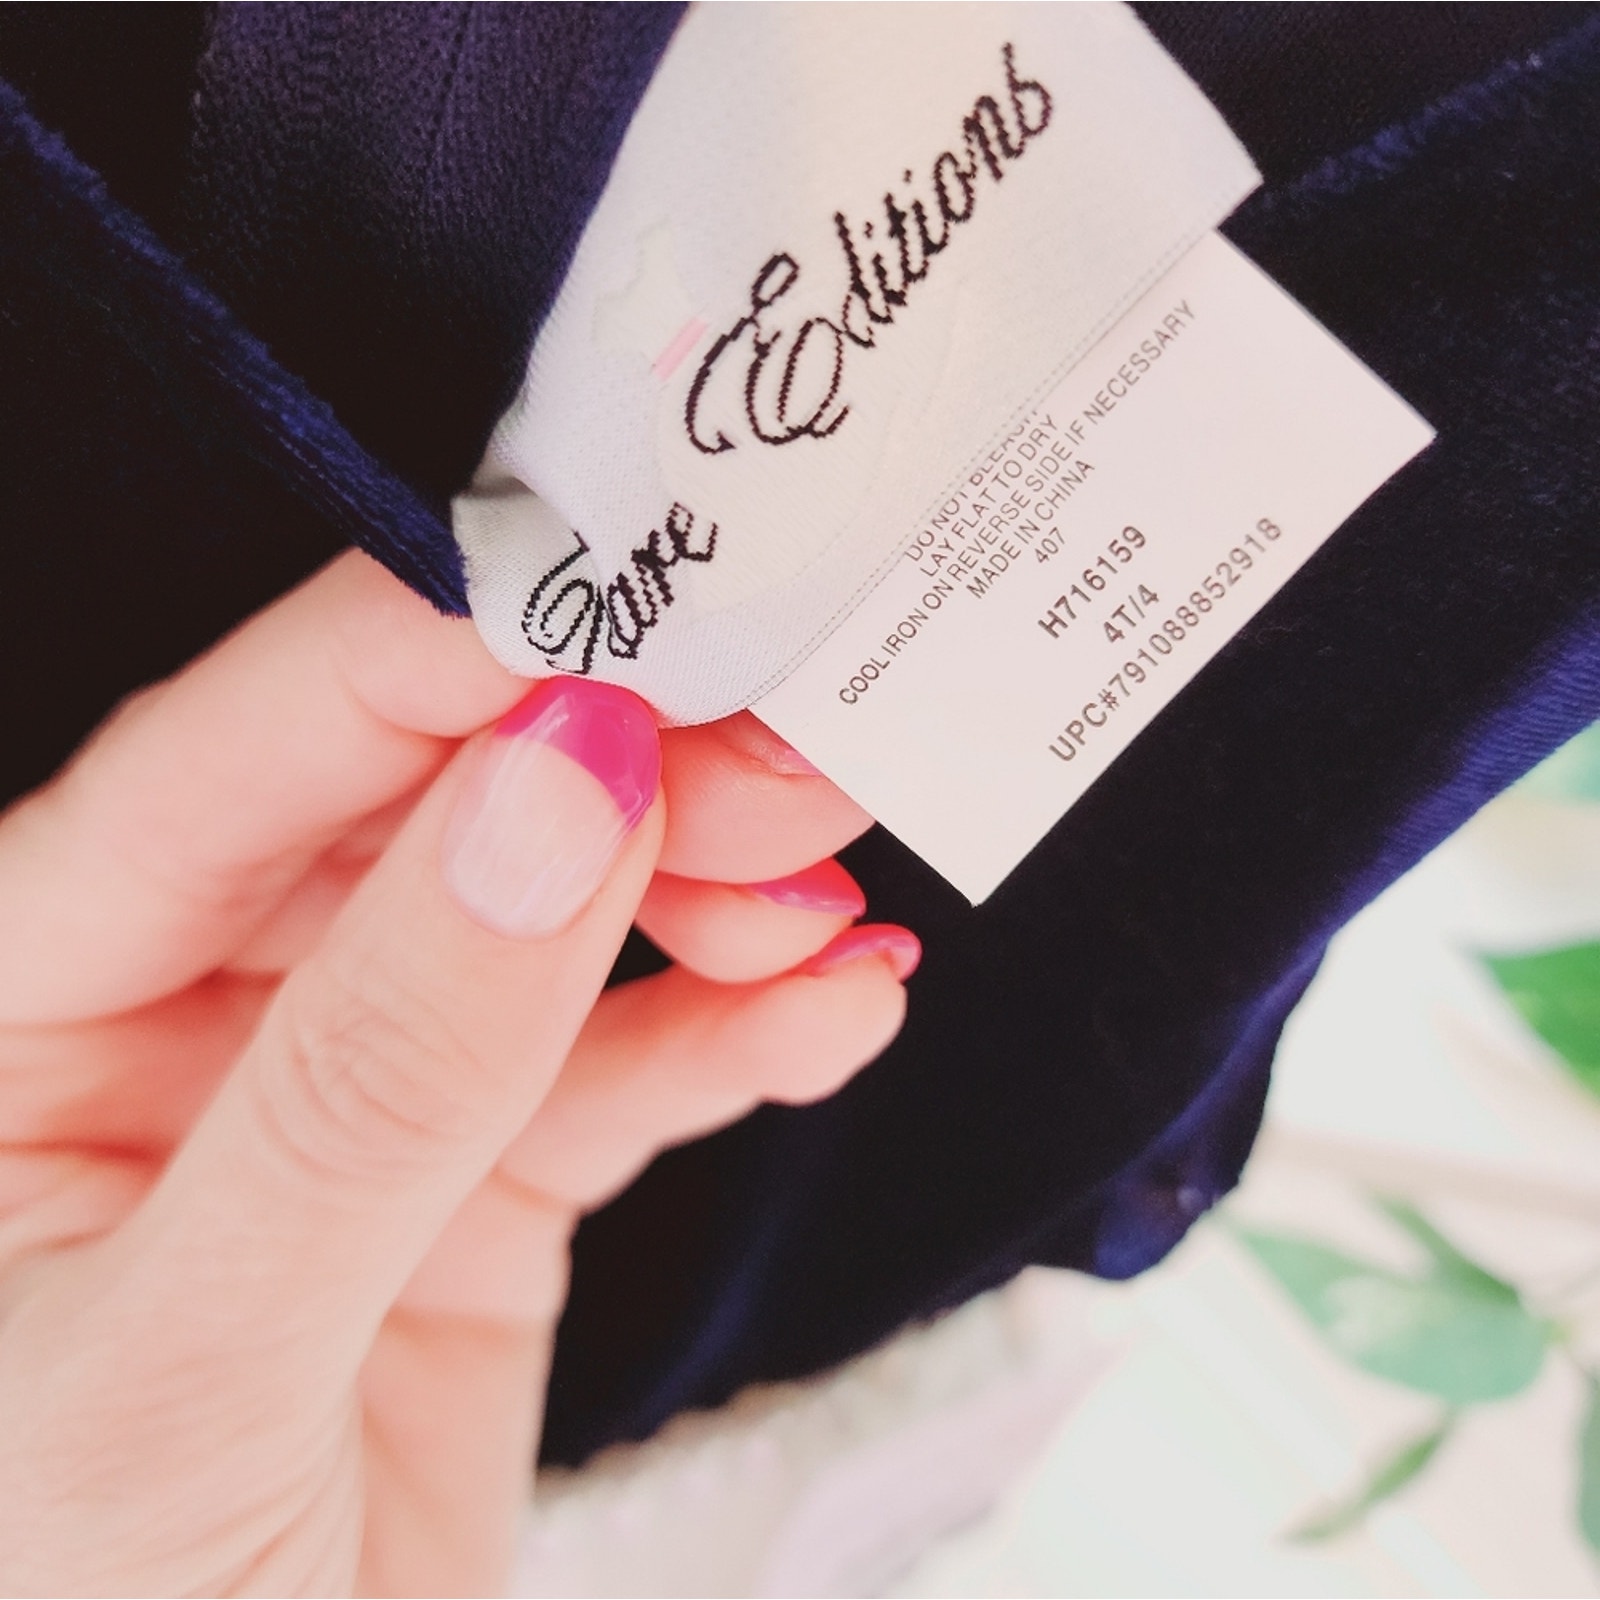 Rare Editions
DO NOT BLEACH
LAY FLAT TO DRY
COOL IRON ON REVERSE SIDE IF NECESSARY
MADE IN CHINA
407
H716159
4T/4
UPC#791088852918